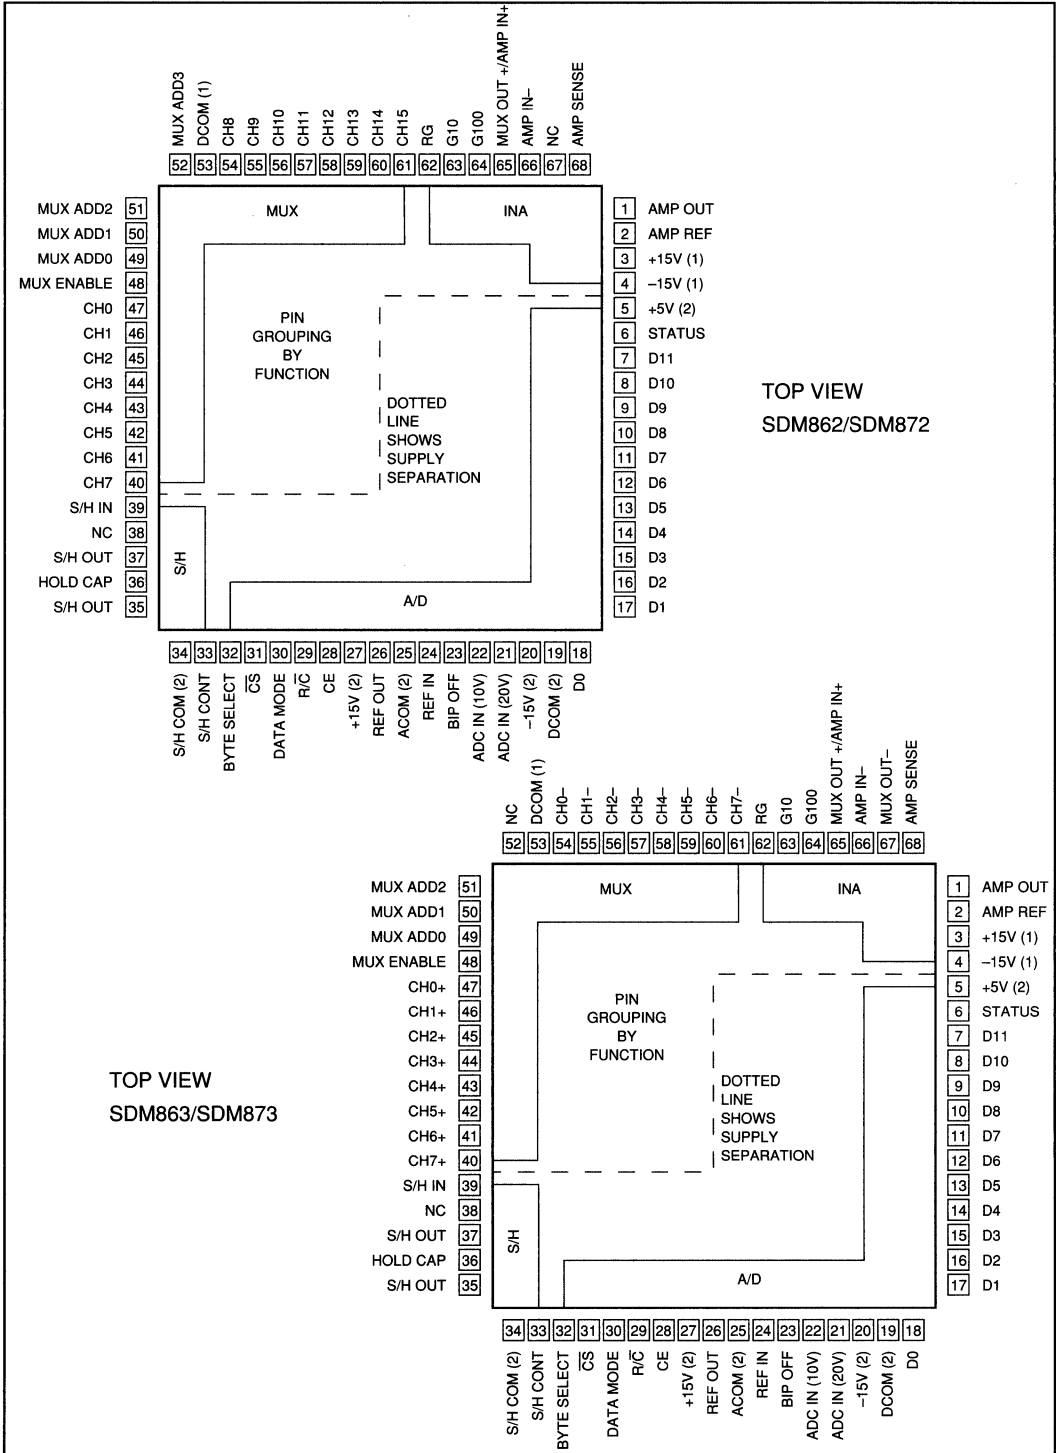 MUX ADD3
DCOM (1)
CH8
CH9
CH10
CH11
CH12
CH13
CH14
CH15
RG
G10
G100
MUX OUT +/AMP IN+
AMP IN–
NC
AMP SENSE
52 53 54 55 56 57 58 59 60 61 62 63 64 65 66 67 68
MUX ADD2 51
MUX ADD1 50
MUX ADD0 49
MUX ENABLE 48
CH0 47
CH1 46
CH2 45
CH3 44
CH4 43
CH5 42
CH6 41
CH7 40
S/H IN 39
NC 38
S/H OUT 37
HOLD CAP 36
S/H OUT 35
MUX
INA
PIN
GROUPING
BY
FUNCTION
DOTTED
LINE
SHOWS
SUPPLY
SEPARATION
S/H
A/D
1 AMP OUT
2 AMP REF
3 +15V (1)
4 –15V (1)
5 +5V (2)
6 STATUS
7 D11
8 D10
9 D9
10 D8
11 D7
12 D6
13 D5
14 D4
15 D3
16 D2
17 D1
TOP VIEW
SDM862/SDM872
34 33 32 31 30 29 28 27 26 25 24 23 22 21 20 19 18
S/H COM (2)
S/H CONT
BYTE SELECT
C̅S̅
DATA MODE
R/C̅
CE
+15V (2)
REF OUT
ACOM (2)
REF IN
BIP OFF
ADC IN (10V)
ADC IN (20V)
–15V (2)
DCOM (2)
D0
NC
DCOM (1)
CH0–
CH1–
CH2–
CH3–
CH4–
CH5–
CH6–
CH7–
RG
G10
G100
MUX OUT +/AMP IN+
AMP IN–
MUX OUT–
AMP SENSE
52 53 54 55 56 57 58 59 60 61 62 63 64 65 66 67 68
MUX ADD2 51
MUX ADD1 50
MUX ADD0 49
MUX ENABLE 48
CH0+ 47
CH1+ 46
CH2+ 45
CH3+ 44
CH4+ 43
CH5+ 42
CH6+ 41
CH7+ 40
S/H IN 39
NC 38
S/H OUT 37
HOLD CAP 36
S/H OUT 35
TOP VIEW
SDM863/SDM873
MUX
INA
PIN
GROUPING
BY
FUNCTION
DOTTED
LINE
SHOWS
SUPPLY
SEPARATION
S/H
A/D
1 AMP OUT
2 AMP REF
3 +15V (1)
4 –15V (1)
5 +5V (2)
6 STATUS
7 D11
8 D10
9 D9
10 D8
11 D7
12 D6
13 D5
14 D4
15 D3
16 D2
17 D1
34 33 32 31 30 29 28 27 26 25 24 23 22 21 20 19 18
S/H COM (2)
S/H CONT
BYTE SELECT
C̅S̅
DATA MODE
R/C̅
CE
+15V (2)
REF OUT
ACOM (2)
REF IN
BIP OFF
ADC IN (10V)
ADC IN (20V)
–15V (2)
DCOM (2)
D0